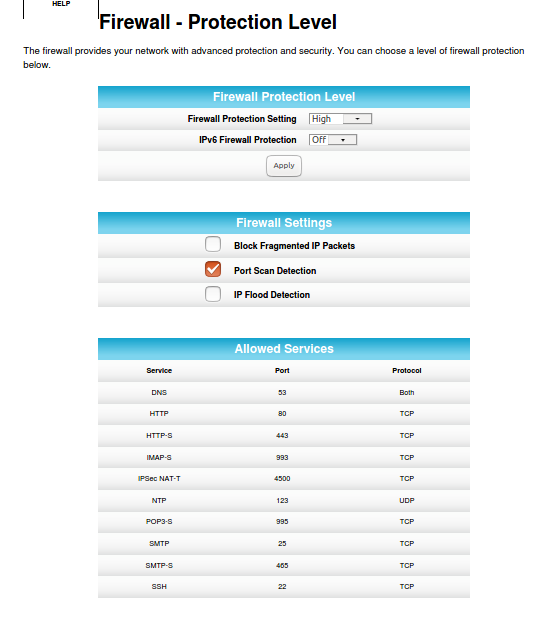 HELP
Firewall - Protection Level
The firewall provides your network with advanced protection and security. You can choose a level of firewall protection
below.
Firewall Protection Level
Firewall Protection Setting High
IPv6 Firewall Protection Off
Apply
Firewall Settings
Block Fragmented IP Packets
Port Scan Detection
IP Flood Detection
Allowed Services
Service Port Protocol
DNS 53 Both
HTTP 80 TCP
HTTP-S 443 TCP
IMAP-S 993 TCP
IPSec NAT-T 4500 TCP
NTP 123 UDP
POP3-S 995 TCP
SMTP 25 TCP
SMTP-S 465 TCP
SSH 22 TCP